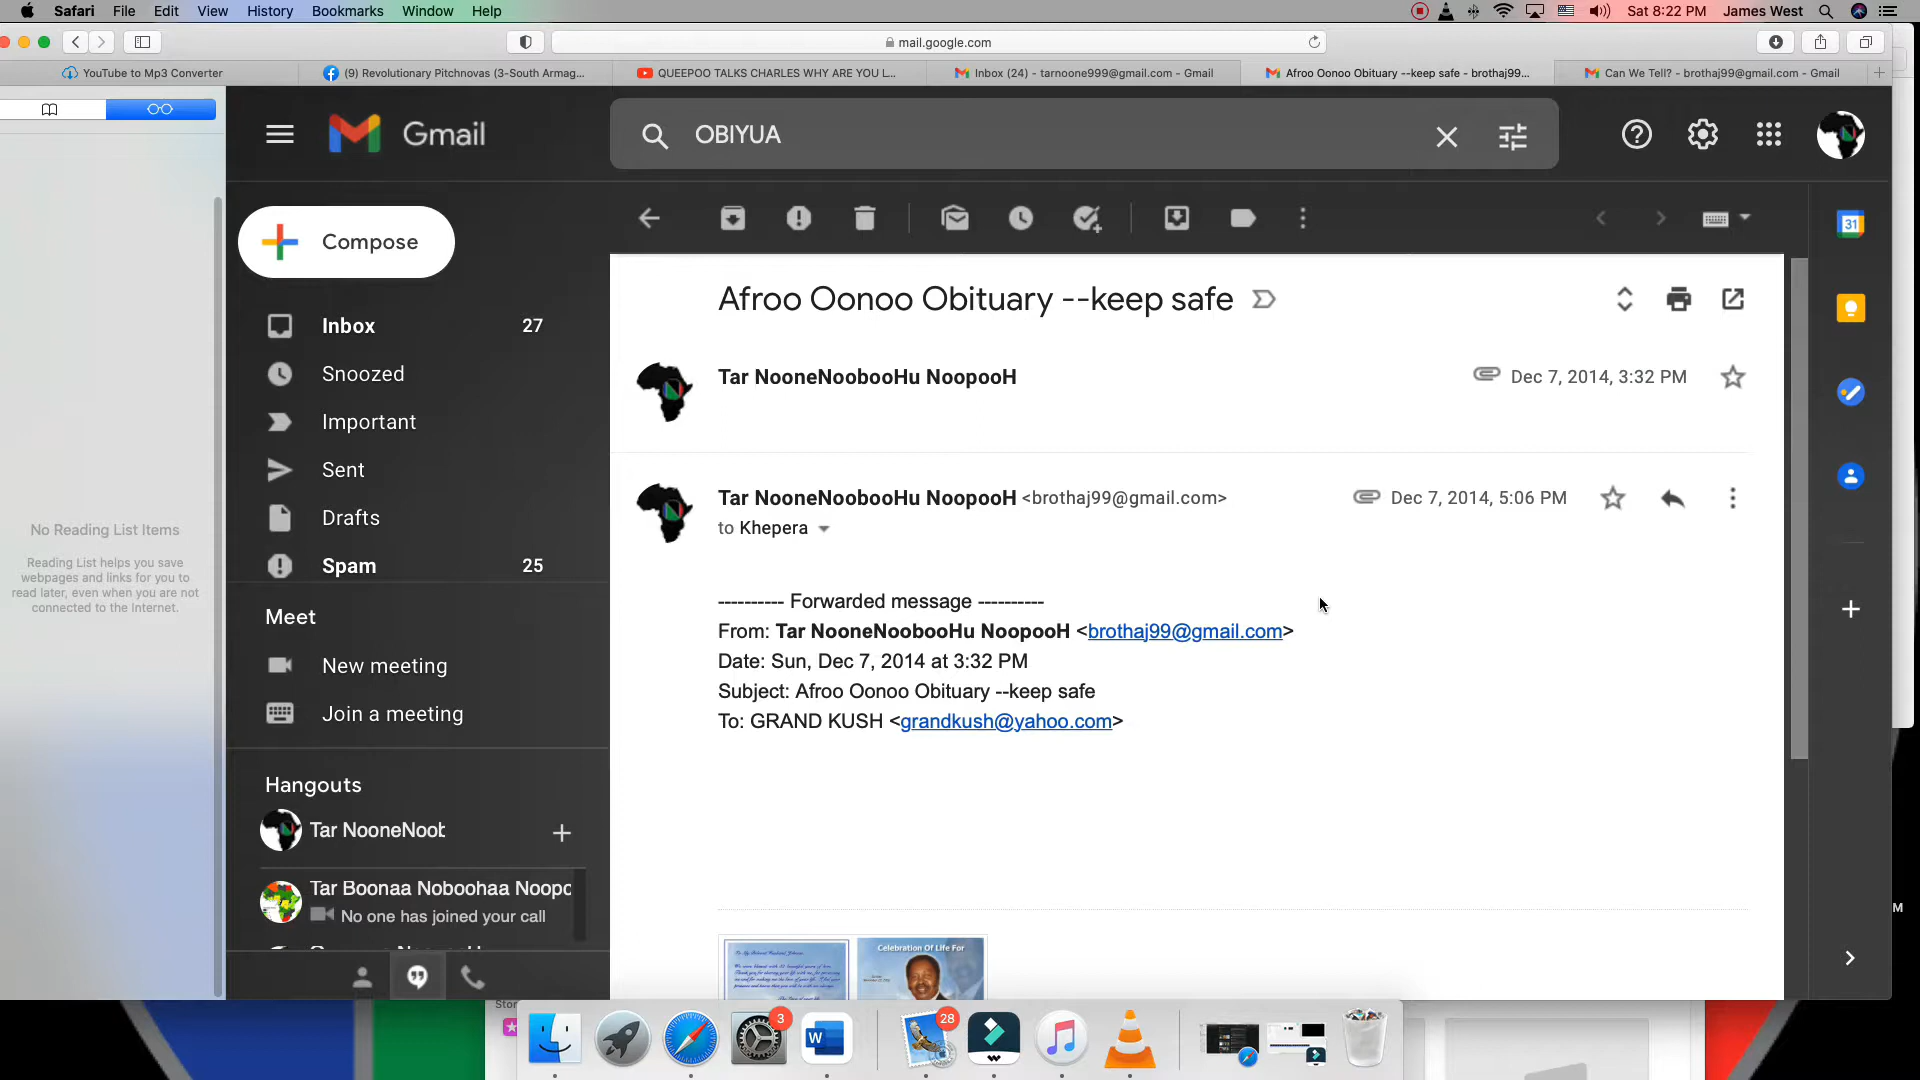 Safari File Edit View History Bookmarks Window Help Sat 8:22 PM James West
mail.google.com
YouTube to Mp3 Converter
(9) Revolutionary Pitchnovas (3-South Armag...
QUEEPOO TALKS CHARLES WHY ARE YOU L...
Inbox (24) - tarnoone999@gmail.com - Gmail
Afroo Oonoo Obituary --keep safe - brothaj99...
Can We Tell? - brothaj99@gmail.com - Gmail
No Reading List Items
Reading List helps you save
webpages and links for you to
read later, even when you are not
connected to the Internet.
Gmail
OBIYUA
Compose
Inbox 27
Snoozed
Important
Sent
Drafts
Spam 25
Meet
New meeting
Join a meeting
Hangouts
Tar NooneNoob
Tar Boonaa Noboohaa Noopo
No one has joined your call
Afroo Oonoo Obituary --keep safe
Tar NooneNoobooHu NoopooH
Dec 7, 2014, 3:32 PM
Tar NooneNoobooHu NoopooH <brothaj99@gmail.com>
Dec 7, 2014, 5:06 PM
to Khepera
---------- Forwarded message ----------
From: Tar NooneNoobooHu NoopooH <brothaj99@gmail.com>
Date: Sun, Dec 7, 2014 at 3:32 PM
Subject: Afroo Oonoo Obituary --keep safe
To: GRAND KUSH <grandkush@yahoo.com>
Celebration Of Life For
31
M
Stor
3
28
W